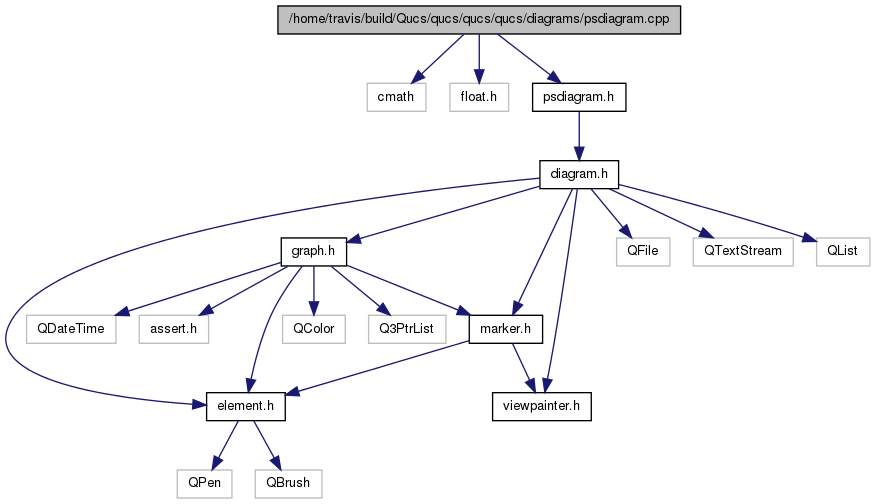 /home/travis/build/Qucs/qucs/qucs/qucs/diagrams/psdiagram.cpp
cmath
float.h
psdiagram.h
diagram.h
graph.h
QFile
QTextStream
QList
QDateTime
assert.h
QColor
Q3PtrList
marker.h
element.h
viewpainter.h
QPen
QBrush